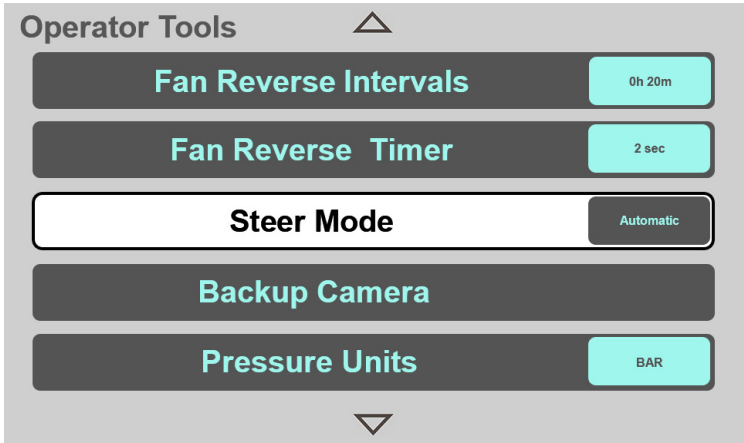 Operator Tools
Fan Reverse Intervals 0h 20m
Fan Reverse Timer 2 sec
Steer Mode Automatic
Backup Camera
Pressure Units BAR